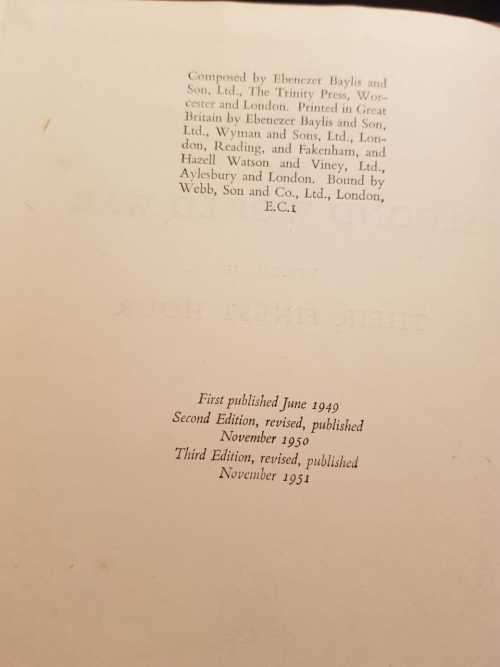 Composed by Ebenezer Baylis and
Son, Ltd., The Trinity Press, Wor-
cester and London. Printed in Great
Britain by Ebenezer Baylis and Son,
Ltd., Wyman and Sons, Ltd., Lon-
don, Reading, and Fakenham, and
Hazell Watson and Viney, Ltd.,
Aylesbury and London. Bound by
Webb, Son and Co., Ltd., London,
E.C.1
THEIR FINEST HOUR
First published June 1949
Second Edition, revised, published
November 1950
Third Edition, revised, published
November 1951